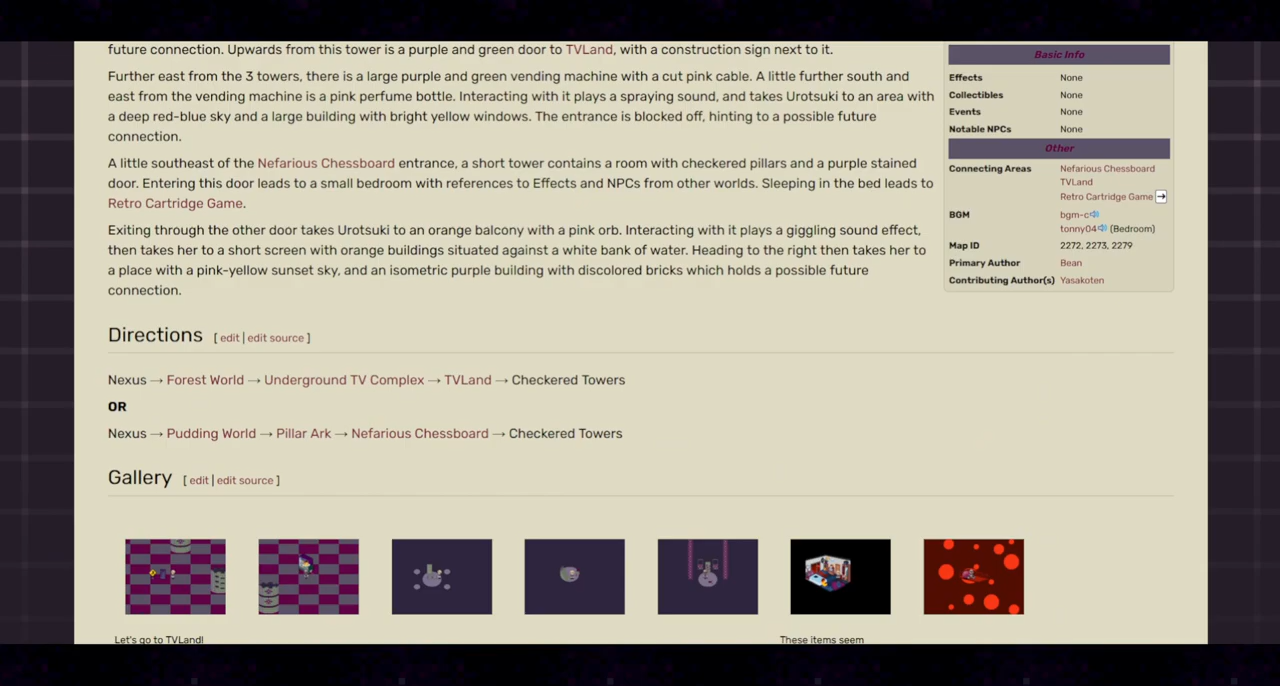 future connection. Upwards from this tower is a purple and green door to TVLand, with a construction sign next to it.
Further east from the 3 towers, there is a large purple and green vending machine with a cut pink cable. A little further south and
east from the vending machine is a pink perfume bottle. Interacting with it plays a spraying sound, and takes Urotsuki to an area with
a deep red-blue sky and a large building with bright yellow windows. The entrance is blocked off, hinting to a possible future
connection.
A little southeast of the Nefarious Chessboard entrance, a short tower contains a room with checkered pillars and a purple stained
door. Entering this door leads to a small bedroom with references to Effects and NPCs from other worlds. Sleeping in the bed leads to
Retro Cartridge Game.
Exiting through the other door takes Urotsuki to an orange balcony with a pink orb. Interacting with it plays a giggling sound effect,
then takes her to a short screen with orange buildings situated against a white bank of water. Heading to the right then takes her to
a place with a pink-yellow sunset sky, and an isometric purple building with discolored bricks which holds a possible future
connection.
Basic Info
Effects None
Collectibles None
Events None
Notable NPCs None
Other
Connecting Areas Nefarious Chessboard
TVLand
Retro Cartridge Game →
BGM bgm-c
tonny04 (Bedroom)
Map ID 2272, 2273, 2279
Primary Author Bean
Contributing Author(s) Yasakoten
Directions [ edit | edit source ]
Nexus → Forest World → Underground TV Complex → TVLand → Checkered Towers
OR
Nexus → Pudding World → Pillar Ark → Nefarious Chessboard → Checkered Towers
Gallery [ edit | edit source ]
Let's go to TVLand!
These items seem